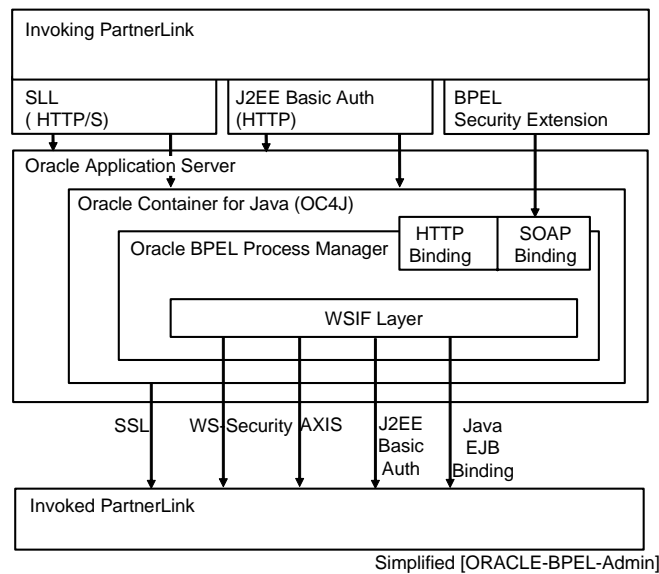 Invoking PartnerLink
SLL
( HTTP/S)
J2EE Basic Auth
(HTTP)
BPEL
Security Extension
Oracle Application Server
Oracle Container for Java (OC4J)
Oracle BPEL Process Manager
HTTP
Binding
SOAP
Binding
WSIF Layer
SSL
WS-Security
AXIS
J2EE
Basic
Auth
Java
EJB
Binding
Invoked PartnerLink
Simplified [ORACLE-BPEL-Admin]